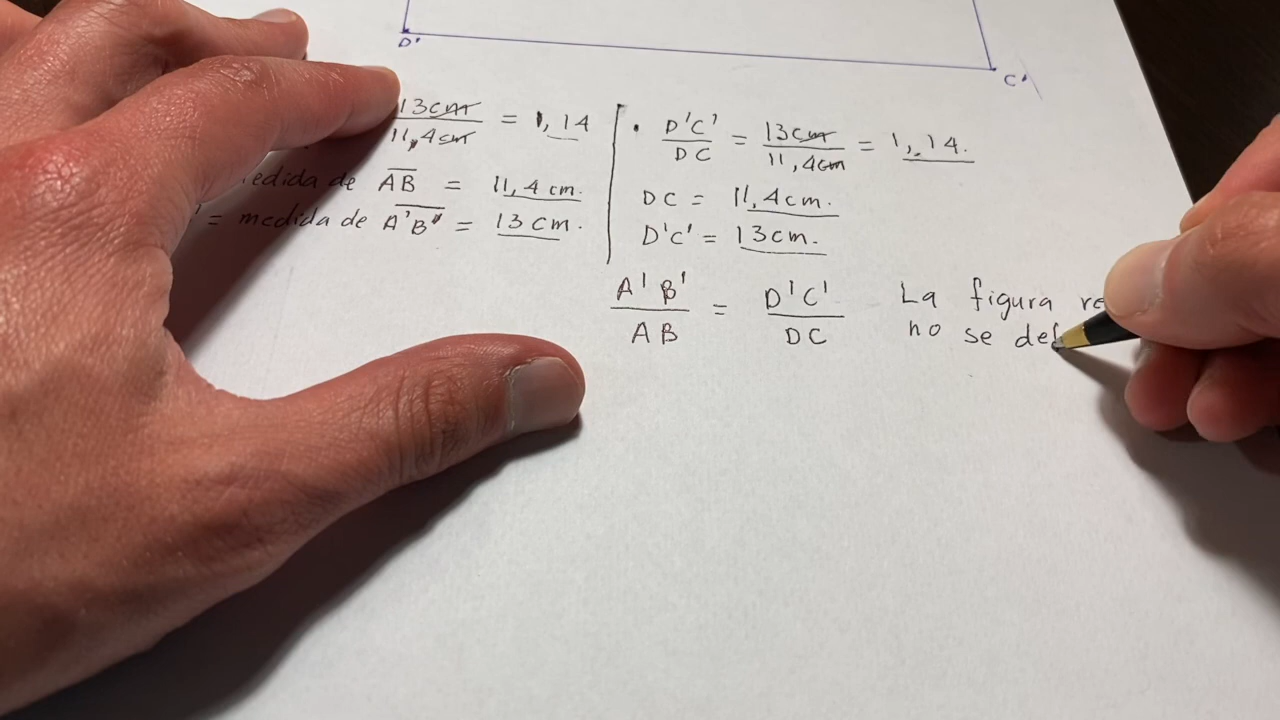 D' C'
13cm
11,4cm = 1,14
de AB = 11,4 cm.
= medida de A'B' = 13 cm.
. D'C'
DC = 13cm
11,4cm = 1,14.
DC = 11,4cm.
D'C' = 13cm.
A'B'
AB = D'C'
DC
La figura
no se